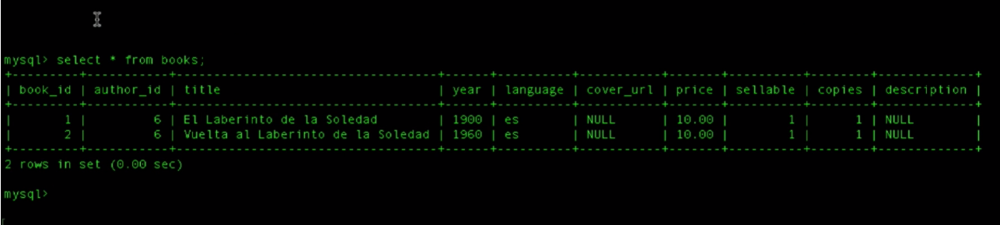 mysql> select * from books;
+---------+-----------+-----------------------------------+------+----------+-----------+-------+----------+--------+-------------+
| book_id | author_id | title                             | year | language | cover_url | price | sellable | copies | description |
+---------+-----------+-----------------------------------+------+----------+-----------+-------+----------+--------+-------------+
|       1 |         6 | El Laberinto de la Soledad        | 1900 | es       | NULL      | 10.00 |        1 |      1 | NULL        |
|       2 |         6 | Vuelta al Laberinto de la Soledad | 1960 | es       | NULL      | 10.00 |        1 |      1 | NULL        |
+---------+-----------+-----------------------------------+------+----------+-----------+-------+----------+--------+-------------+
2 rows in set (0.00 sec)
mysql>